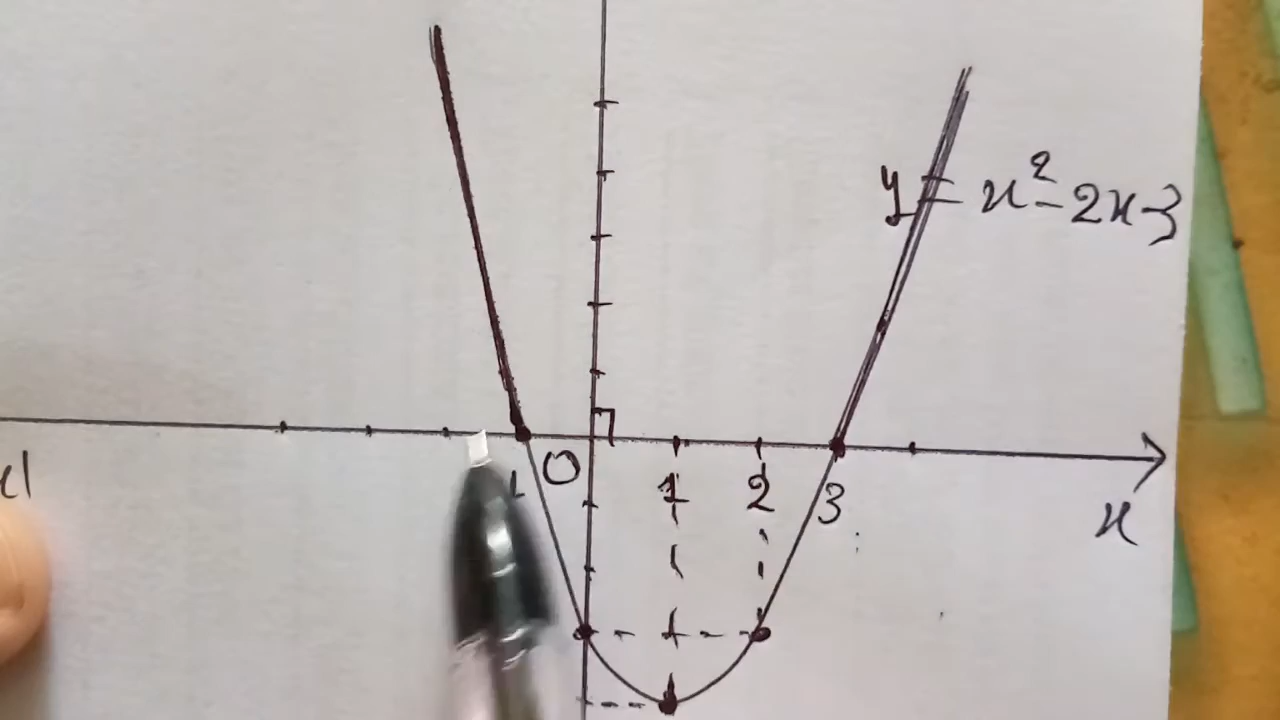 y = x² - 2x - 3
x'
O
1 2 3
x